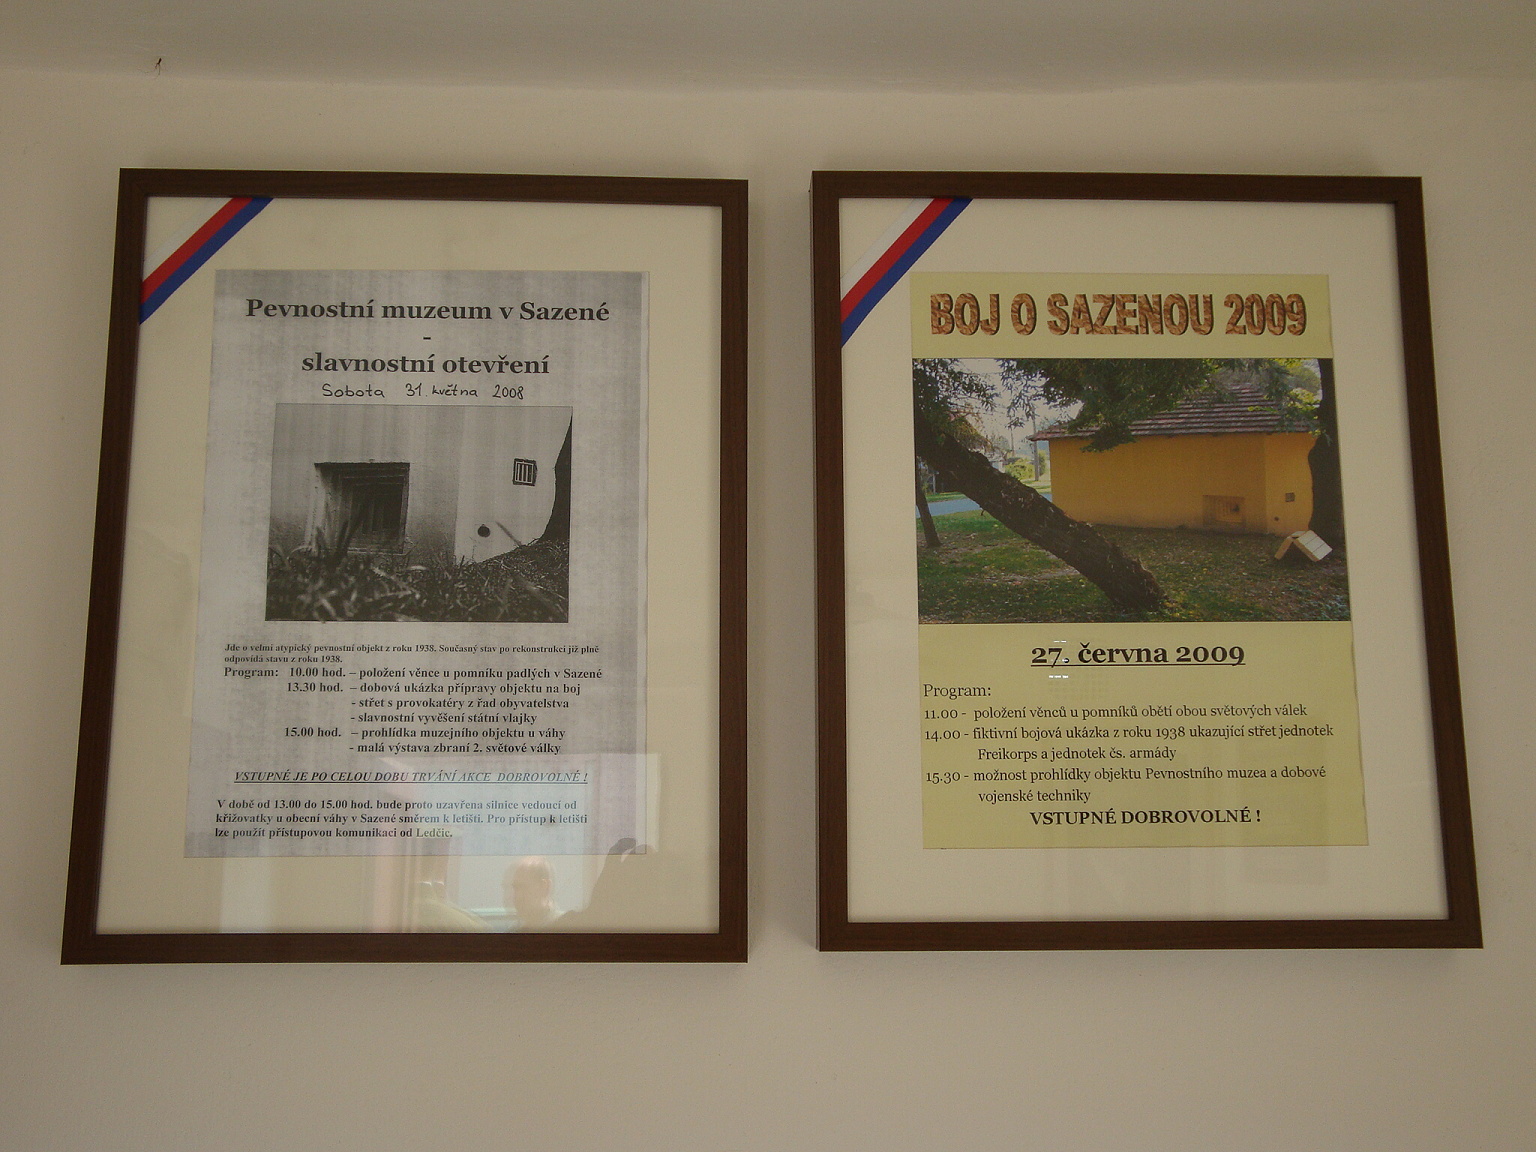 Pevnostní muzeum v Sazené
-
slavnostní otevření
Sobota 31. května 2008
Jde o velmi atypický pevnostní objekt z roku 1938. Současný stav po rekonstrukci již plně
odpovídá stavu z roku 1938.
Program: 10.00 hod. – položení věnce u pomníku padlých v Sazené
13.30 hod. – dobová ukázka přípravy objektu na boj
- střet s provokatéry z řad obyvatelstva
- slavnostní vyvěšení státní vlajky
15.00 hod. – prohlídka muzejního objektu u váhy
- malá výstava zbraní 2. světové války
VSTUPNÉ JE PO CELOU DOBU TRVÁNÍ AKCE DOBROVOLNÉ !
V době od 13.00 do 15.00 hod. bude proto uzavřena silnice vedoucí od
křižovatky u obecní váhy v Sazené směrem k letišti. Pro přístup k letišti
lze použít přístupovou komunikaci od Ledčic.
BOJ O SAZENOU 2009
27. června 2009
Program:
11.00 - položení věnců u pomníků obětí obou světových válek
14.00 - fiktivní bojová ukázka z roku 1938 ukazující střet jednotek
Freikorps a jednotek čs. armády
15.30 - možnost prohlídky objektu Pevnostního muzea a dobové
vojenské techniky
VSTUPNÉ DOBROVOLNÉ !